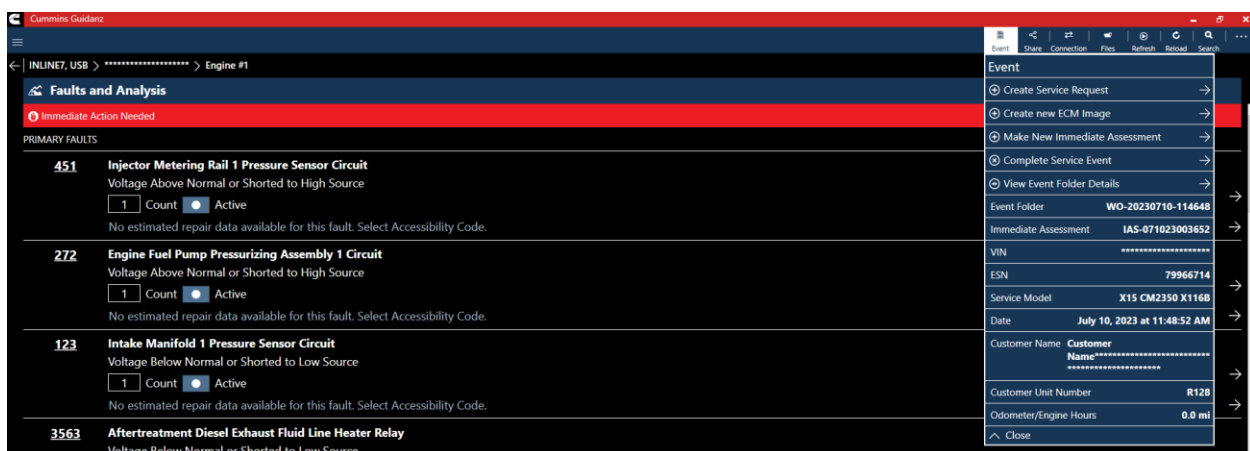 Cummins Guidanz
Event Share Connection Files Refresh Reload Search
INLINE7, USB > ******************** > Engine #1
Event
Faults and Analysis
Create Service Request
Immediate Action Needed
Create new ECM Image
PRIMARY FAULTS
Make New Immediate Assessment
451 Injector Metering Rail 1 Pressure Sensor Circuit
Complete Service Event
Voltage Above Normal or Shorted to High Source
View Event Folder Details
1 Count Active
Event Folder WO-20230710-114648
No estimated repair data available for this fault. Select Accessibility Code.
Immediate Assessment IAS-071023003652
272 Engine Fuel Pump Pressurizing Assembly 1 Circuit
VIN ********************
Voltage Above Normal or Shorted to High Source
ESN 79966714
1 Count Active
Service Model X15 CM2350 X116B
No estimated repair data available for this fault. Select Accessibility Code.
Date July 10, 2023 at 11:48:52 AM
123 Intake Manifold 1 Pressure Sensor Circuit
Customer Name Customer
Name**************************
*********************
Voltage Below Normal or Shorted to Low Source
1 Count Active
Customer Unit Number R128
No estimated repair data available for this fault. Select Accessibility Code.
Odometer/Engine Hours 0.0 mi
3563 Aftertreatment Diesel Exhaust Fluid Line Heater Relay
Close
Voltage Below Normal or Shorted to Low Source